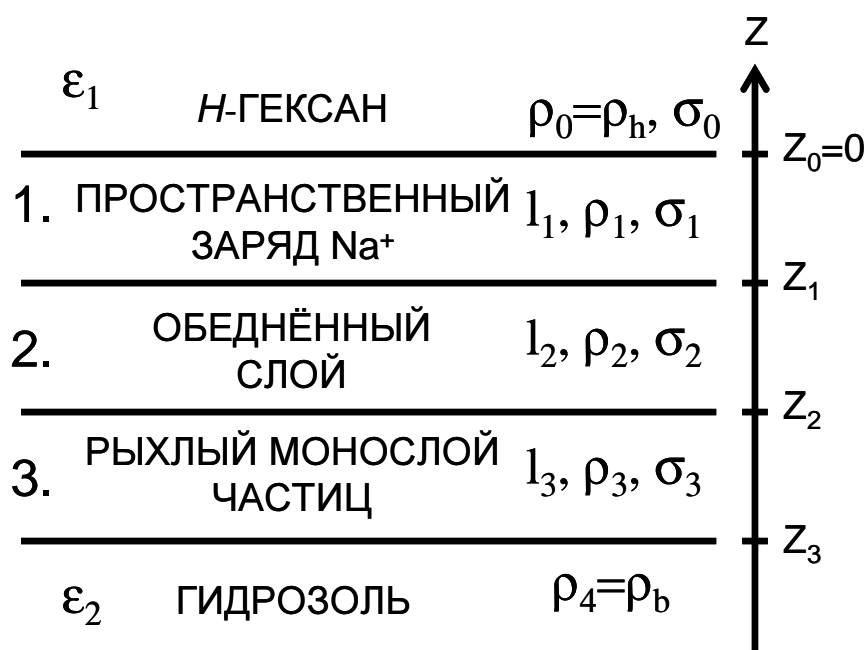 Z
ε1 Н-ГЕКСАН ρ0=ρh, σ0
Z0=0
1. ПРОСТРАНСТВЕННЫЙ l1, ρ1, σ1
ЗАРЯД Na+
Z1
2. ОБЕДНЁННЫЙ l2, ρ2, σ2
СЛОЙ
Z2
3. РЫХЛЫЙ МОНОСЛОЙ l3, ρ3, σ3
ЧАСТИЦ
Z3
ε2 ГИДРОЗОЛЬ ρ4=ρb